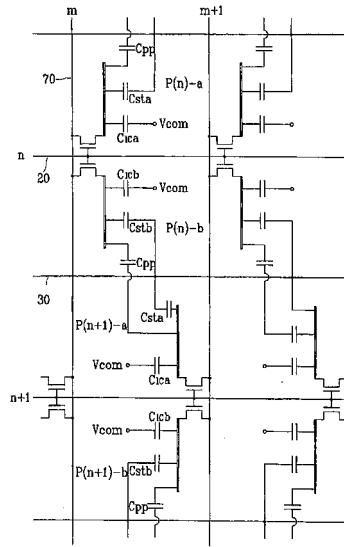 m m+1
Cpp
70 P(n)-a
Csta
Vcom
Clca
n
20
Clcb
Vcom
Cstb P(n)-b
Cpp
30
Csta
P(n+1)-a
Vcom
Clca
n+1
Clcb
Vcom
Cstb
P(n+1)-b
Cpp